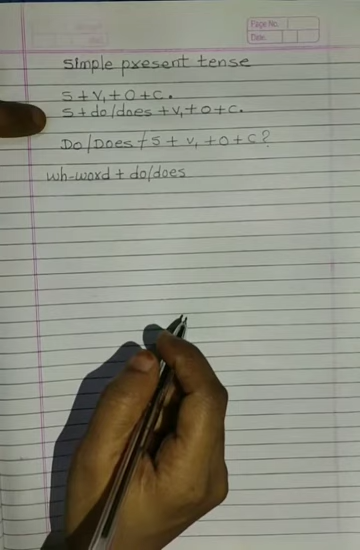 Page No:
Date:
Simple present tense
S + V₁ + O + C.
S + do/does + V₁ + O + C.
Do/Does + S + V₁ + O + C?
Wh-word + do/does